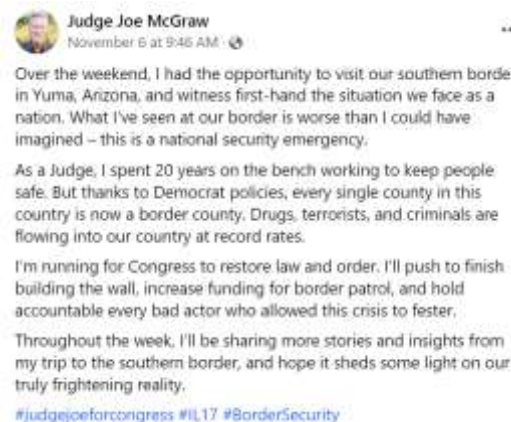 Judge Joe McGraw
November 6 at 9:46 AM ·
Over the weekend, I had the opportunity to visit our southern borde
in Yuma, Arizona, and witness first-hand the situation we face as a
nation. What I've seen at our border is worse than I could have
imagined – this is a national security emergency.
As a Judge, I spent 20 years on the bench working to keep people
safe. But thanks to Democrat policies, every single county in this
country is now a border county. Drugs, terrorists, and criminals are
flowing into our country at record rates.
I'm running for Congress to restore law and order. I'll push to finish
building the wall, increase funding for border patrol, and hold
accountable every bad actor who allowed this crisis to fester.
Throughout the week, I'll be sharing more stories and insights from
my trip to the southern border, and hope it sheds some light on our
truly frightening reality.
#judgejoeforcongress #IL17 #BorderSecurity